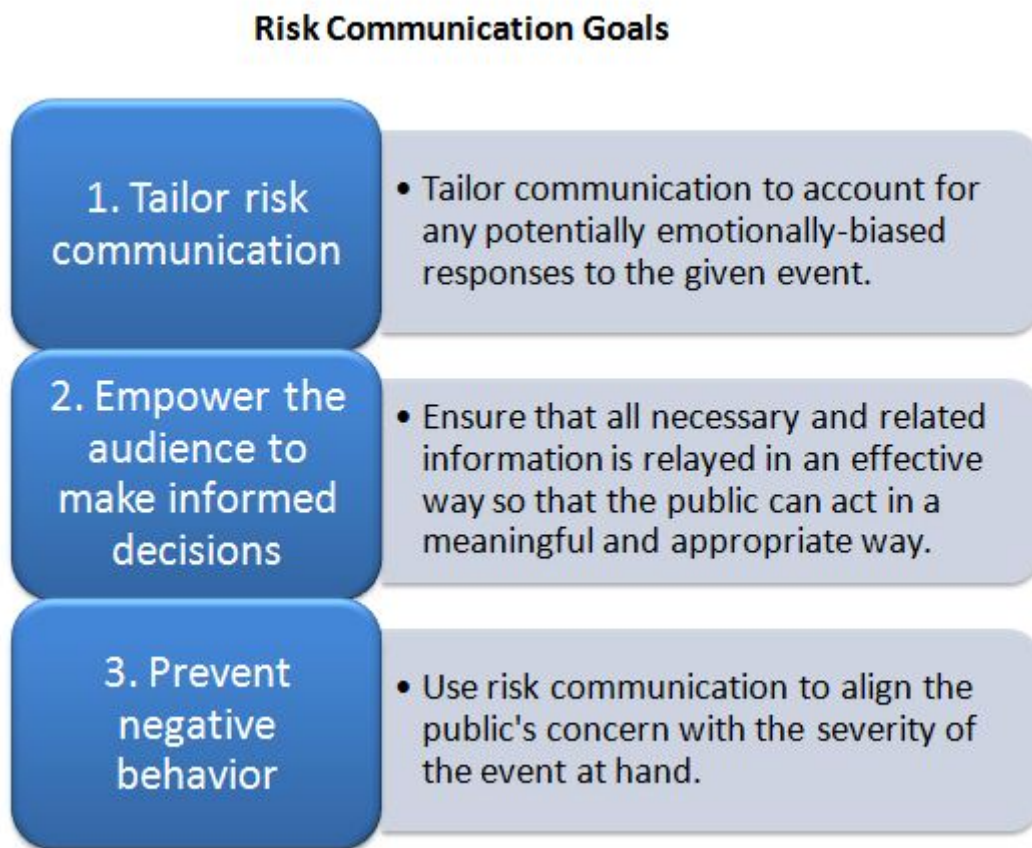 Risk Communication Goals
1. Tailor risk
communication
• Tailor communication to account for
any potentially emotionally-biased
responses to the given event.
2. Empower the
audience to
make informed
decisions
• Ensure that all necessary and related
information is relayed in an effective
way so that the public can act in a
meaningful and appropriate way.
3. Prevent
negative
behavior
• Use risk communication to align the
public's concern with the severity of
the event at hand.